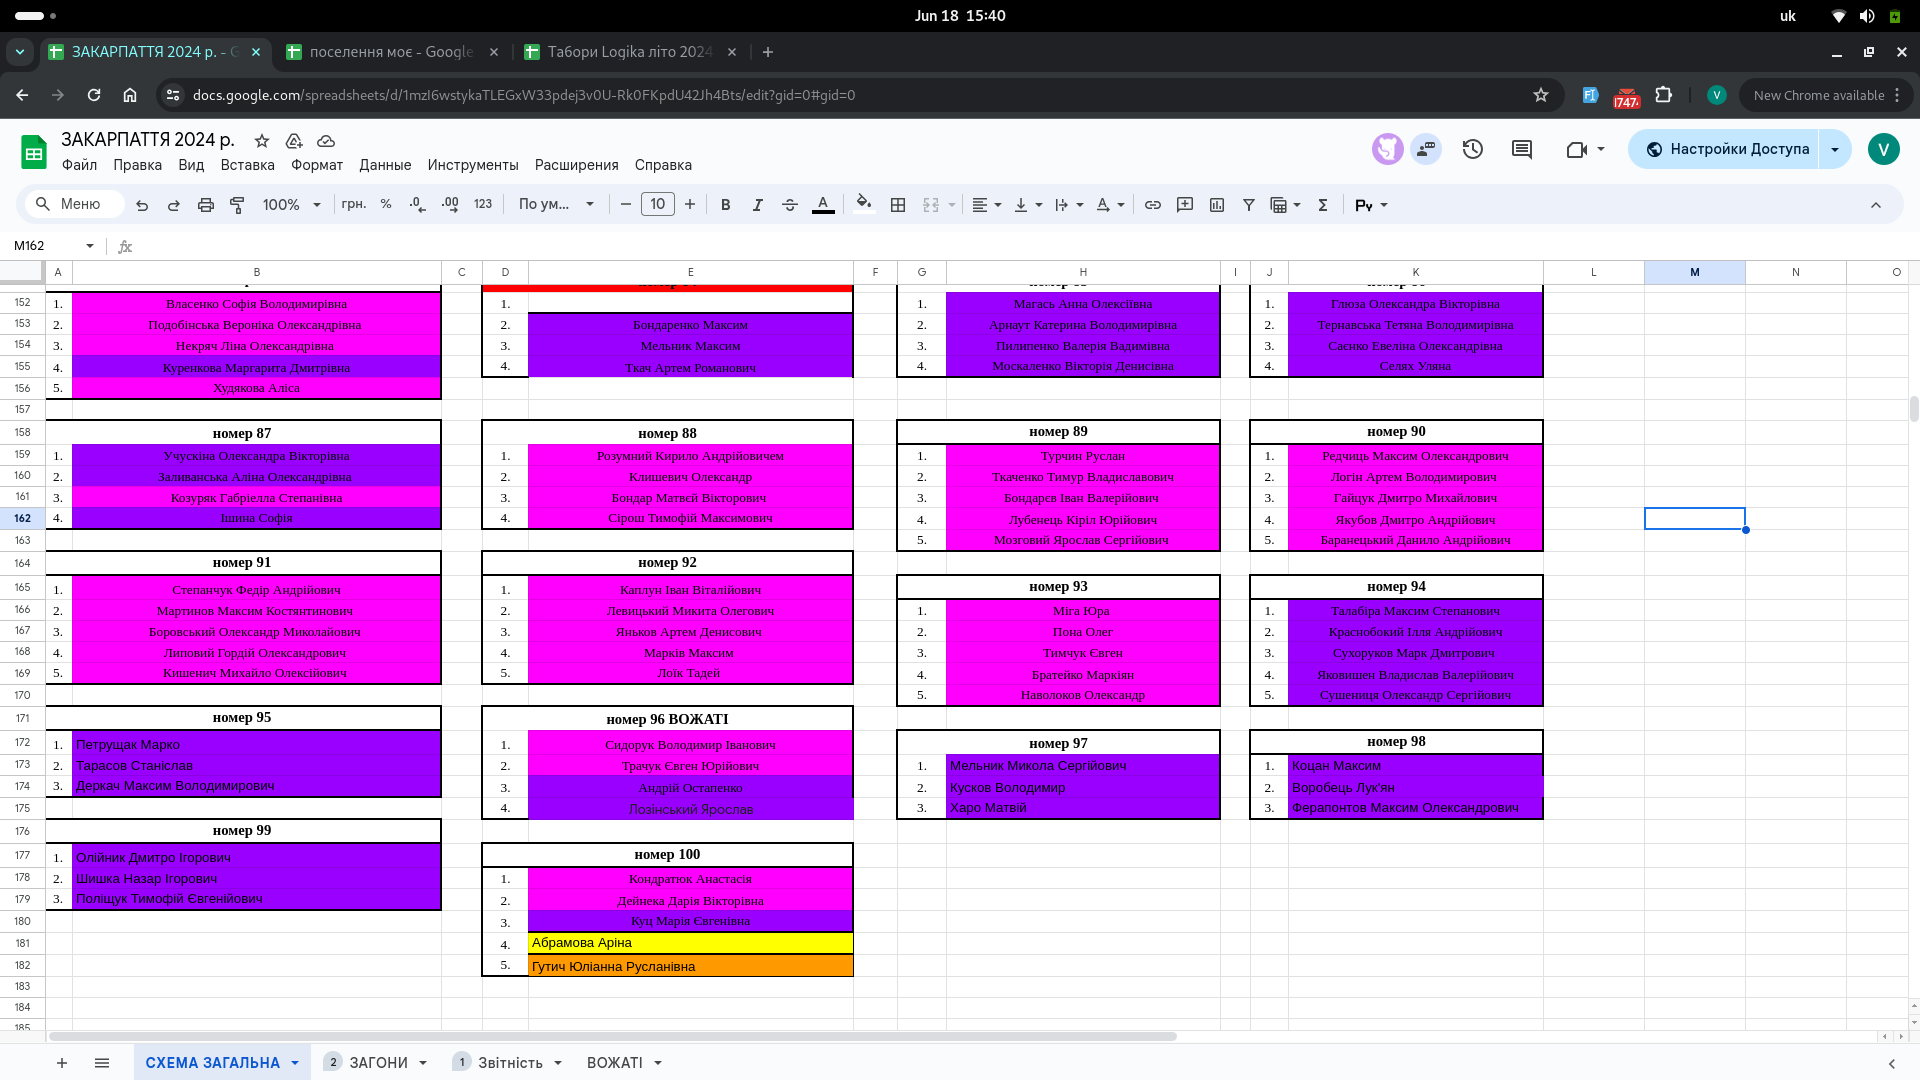 Jun 18 15:40
uk
ЗАКАРПАТТЯ 2024 р. - G
поселення моє - Google
Табори Logika літо 2024
docs.google.com/spreadsheets/d/1mzI6wstykaTLEGxW33pdej3v0U-Rk0FKpdU42Jh4Bts/edit?gid=0#gid=0
1747
V
New Chrome available
ЗАКАРПАТТЯ 2024 р.
Файл Правка Вид Вставка Формат Данные Инструменты Расширения Справка
Настройки Доступа
V
Меню 100% грн. % .0 .00 123 По ум... 10 B I A Σ Py
M162 fx
A B C D E F G H I J K L M N O
152 1. Власенко Софія Володимирівна 1. 1. Магась Анна Олексіївна 1. Глюза Олександра Вікторівна
153 2. Подобінська Вероніка Олександрівна 2. Бондаренко Максим 2. Арнаут Катерина Володимирівна 2. Тернавська Тетяна Володимирівна
154 3. Некряч Ліна Олександрівна 3. Мельник Максим 3. Пилипенко Валерія Вадимівна 3. Саєнко Евеліна Олександрівна
155 4. Куренкова Маргарита Дмитрівна 4. Ткач Артем Романович 4. Москаленко Вікторія Денисівна 4. Селях Уляна
156 5. Худякова Аліса
157
158 номер 87 номер 88 номер 89 номер 90
159 1. Учускіна Олександра Вікторівна 1. Розумний Кирило Андрійовичем 1. Турчин Руслан 1. Редчиць Максим Олександрович
160 2. Заливанська Аліна Олександрівна 2. Клишевич Олександр 2. Ткаченко Тимур Владиславович 2. Логін Артем Володимирович
161 3. Козуряк Габріелла Степанівна 3. Бондар Матвєй Вікторович 3. Бондарєв Іван Валерійович 3. Гайцук Дмитро Михайлович
162 4. Ішина Софія 4. Сірош Тимофій Максимович 4. Лубенець Кіріл Юрійович 4. Якубов Дмитро Андрійович
163 5. Мозговий Ярослав Сергійович 5. Баранецький Данило Андрійович
164 номер 91 номер 92
165 1. Степанчук Федір Андрійович 1. Каплун Іван Віталійович номер 93 номер 94
166 2. Мартинов Максим Костянтинович 2. Левицький Микита Олегович 1. Міга Юра 1. Талабіра Максим Степанович
167 3. Боровський Олександр Миколайович 3. Яньков Артем Денисович 2. Пона Олег 2. Краснобокий Ілля Андрійович
168 4. Липовий Гордій Олександрович 4. Марків Максим 3. Тимчук Євген 3. Сухоруков Марк Дмитрович
169 5. Кишенич Михайло Олексійович 5. Лоїк Тадей 4. Братейко Маркіян 4. Яковишен Владислав Валерійович
170 5. Наволоков Олександр 5. Сушениця Олександр Сергійович
171 номер 95 номер 96 ВОЖАТІ
172 1. Петрущак Марко 1. Сидорук Володимир Іванович номер 97 номер 98
173 2. Тарасов Станіслав 2. Трачук Євген Юрійович 1. Мельник Микола Сергійович 1. Коцан Максим
174 3. Деркач Максим Володимирович 3. Андрій Остапенко 2. Кусков Володимир 2. Воробець Лук'ян
175 4. Лозінський Ярослав 3. Харо Матвій 3. Ферапонтов Максим Олександрович
176 номер 99
177 1. Олійник Дмитро Ігорович номер 100
178 2. Шишка Назар Ігорович 1. Кондратюк Анастасія
179 3. Поліщук Тимофій Євгенійович 2. Дейнека Дарія Вікторівна
180 3. Куц Марія Євгенівна
181 4. Абрамова Аріна
182 5. Гутич Юліанна Русланівна
183
184
185
СХЕМА ЗАГАЛЬНА 2 ЗАГОНИ 1 Звітність ВОЖАТІ